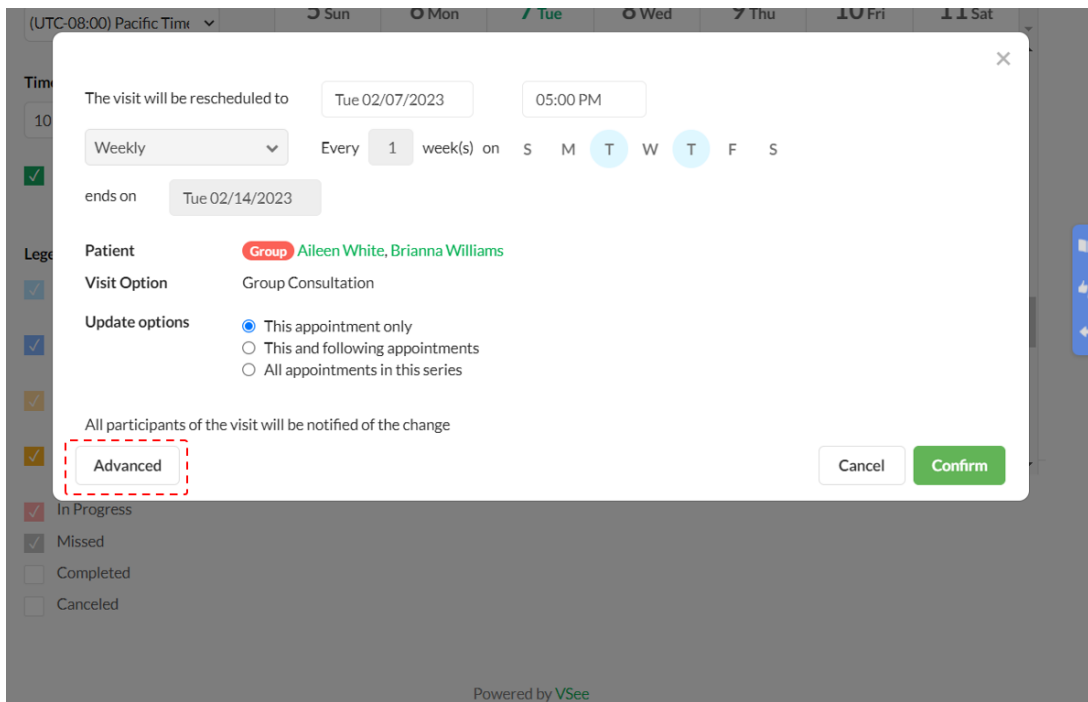 (UTC-08:00) Pacific Time
5 Sun 6 Mon 7 Tue 8 Wed 9 Thu 10 Fri 11 Sat
Time
The visit will be rescheduled to Tue 02/07/2023 05:00 PM
10
Weekly Every 1 week(s) on S M T W T F S
ends on Tue 02/14/2023
Lege
Patient Group Aileen White, Brianna Williams
Visit Option Group Consultation
Update options This appointment only
This and following appointments
All appointments in this series
All participants of the visit will be notified of the change
Advanced Cancel Confirm
In Progress
Missed
Completed
Canceled
Powered by VSee